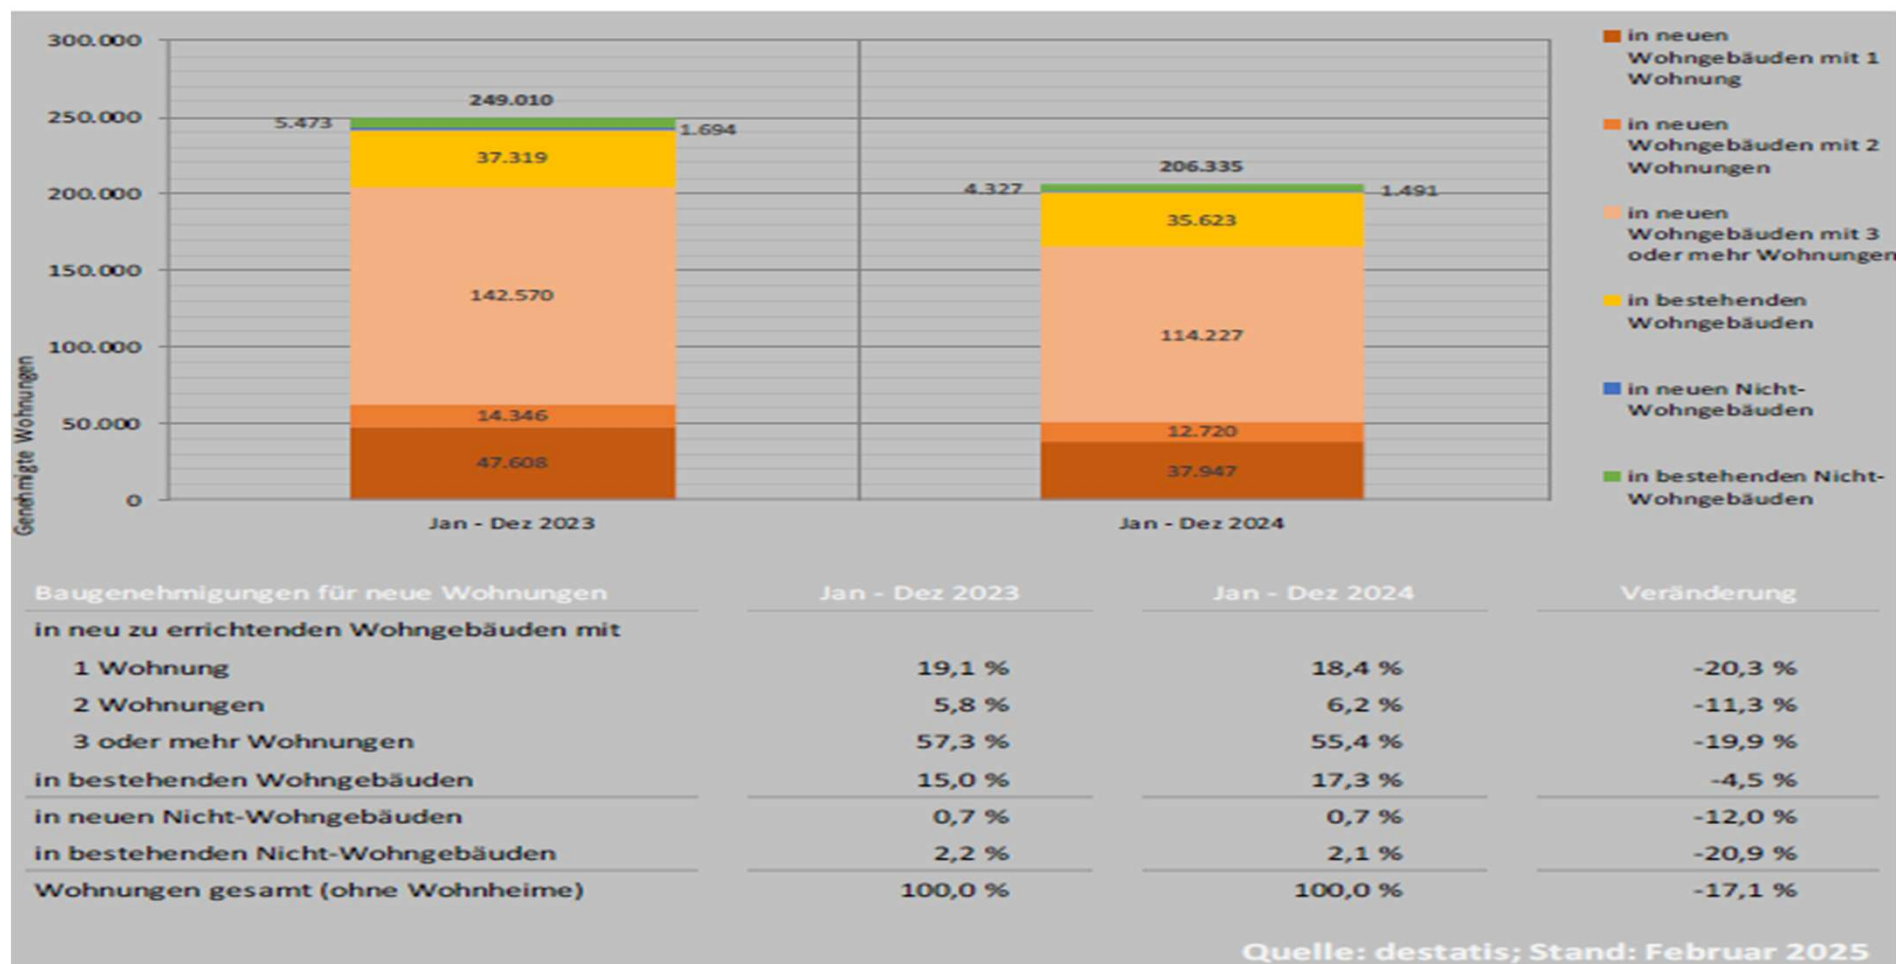 300.000
250.000
200.000
150.000
100.000
50.000
0
Genehmigte Wohnungen
249.010
5.473
1.694
37.319
142.570
14.346
47.608
Jan - Dez 2023
206.335
4.327
1.491
35.623
114.227
12.720
37.947
Jan - Dez 2024
in neuen
Wohngebäuden mit 1
Wohnung
in neuen
Wohngebäuden mit 2
Wohnungen
in neuen
Wohngebäuden mit 3
oder mehr Wohnungen
in bestehenden
Wohngebäuden
in neuen Nicht-
Wohngebäuden
in bestehenden Nicht-
Wohngebäuden
Baugenehmigungen für neue Wohnungen Jan - Dez 2023 Jan - Dez 2024 Veränderung
in neu zu errichtenden Wohngebäuden mit
1 Wohnung 19,1 % 18,4 % -20,3 %
2 Wohnungen 5,8 % 6,2 % -11,3 %
3 oder mehr Wohnungen 57,3 % 55,4 % -19,9 %
in bestehenden Wohngebäuden 15,0 % 17,3 % -4,5 %
in neuen Nicht-Wohngebäuden 0,7 % 0,7 % -12,0 %
in bestehenden Nicht-Wohngebäuden 2,2 % 2,1 % -20,9 %
Wohnungen gesamt (ohne Wohnheime) 100,0 % 100,0 % -17,1 %
Quelle: destatis; Stand: Februar 2025